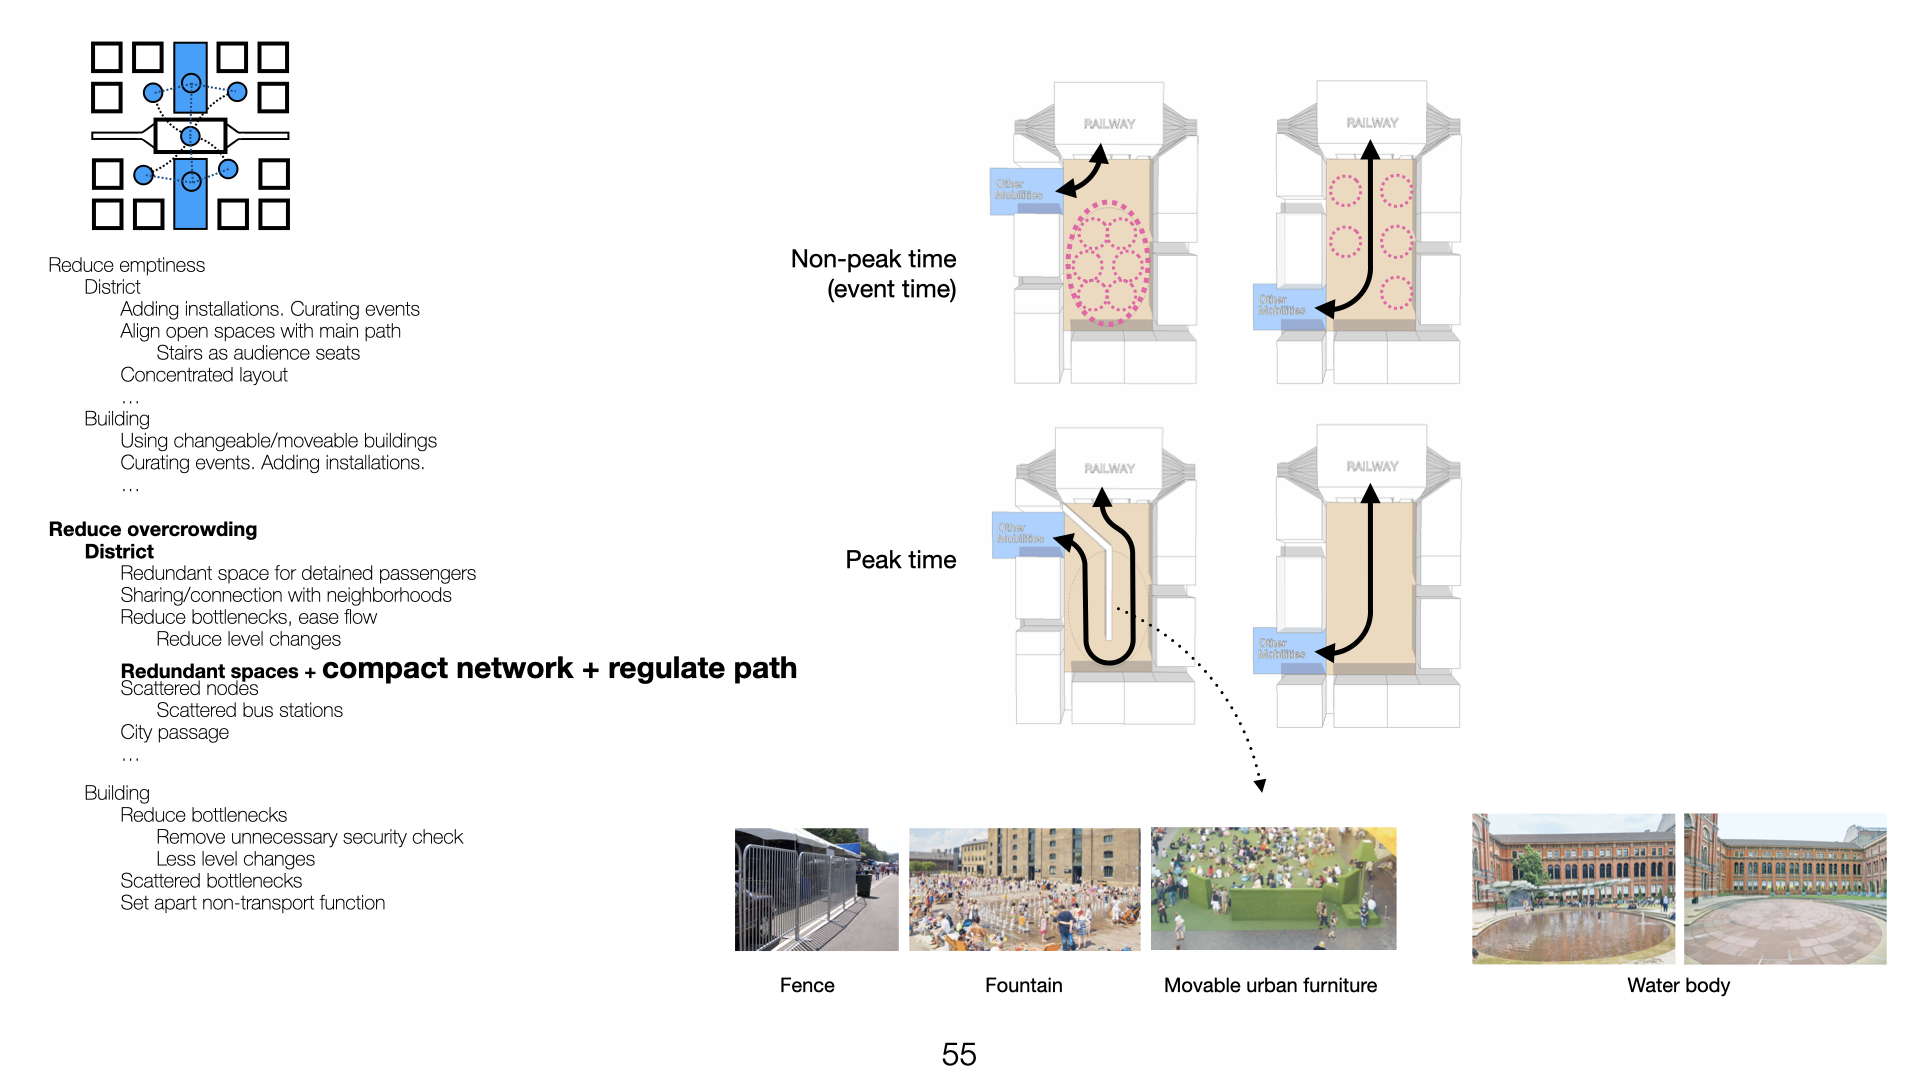 Reduce emptiness
District
Adding installations. Curating events
Align open spaces with main path
Stairs as audience seats
Concentrated layout
…
Building
Using changeable/moveable buildings
Curating events. Adding installations.
…
Reduce overcrowding
District
Redundant space for detained passengers
Sharing/connection with neighborhoods
Reduce bottlenecks, ease flow
Reduce level changes
Redundant spaces + compact network + regulate path
Scattered nodes
Scattered bus stations
City passage
…
Building
Reduce bottlenecks
Remove unnecessary security check
Less level changes
Scattered bottlenecks
Set apart non-transport function
Non-peak time
(event time)
RAILWAY
Other
Mobilities
RAILWAY
Other
Mobilities
Peak time
RAILWAY
Other
Mobilities
RAILWAY
Other
Mobilities
Fence
Fountain
Movable urban furniture
Water body
55